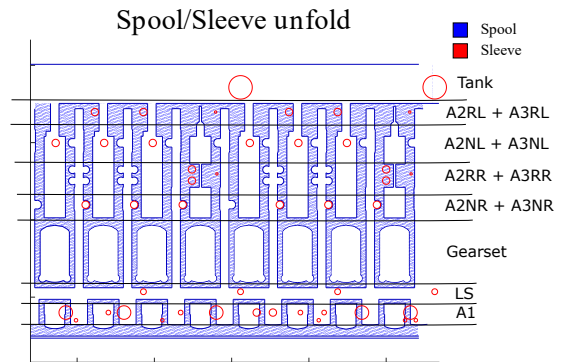 Spool/Sleeve unfold
Spool
Sleeve
Tank
A2RL + A3RL
A2NL + A3NL
A2RR + A3RR
A2NR + A3NR
Gearset
LS
A1